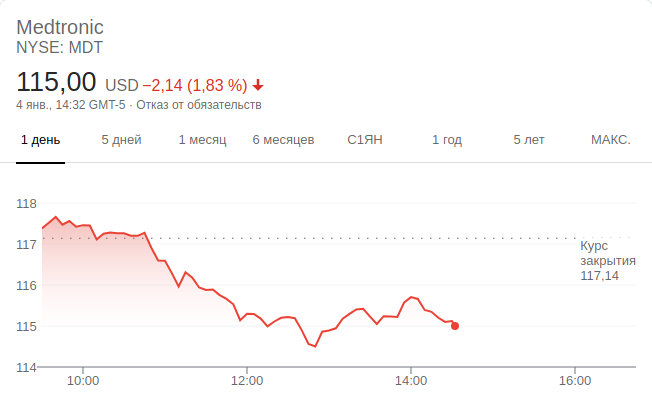 Medtronic
NYSE: MDT
115,00 USD −2,14 (1,83 %)
4 янв., 14:32 GMT-5 · Отказ от обязательств
1 день 5 дней 1 месяц 6 месяцев С1ЯН 1 год 5 лет МАКС.
118
117
Курс
закрытия
117,14
116
115
114
10:00 12:00 14:00 16:00